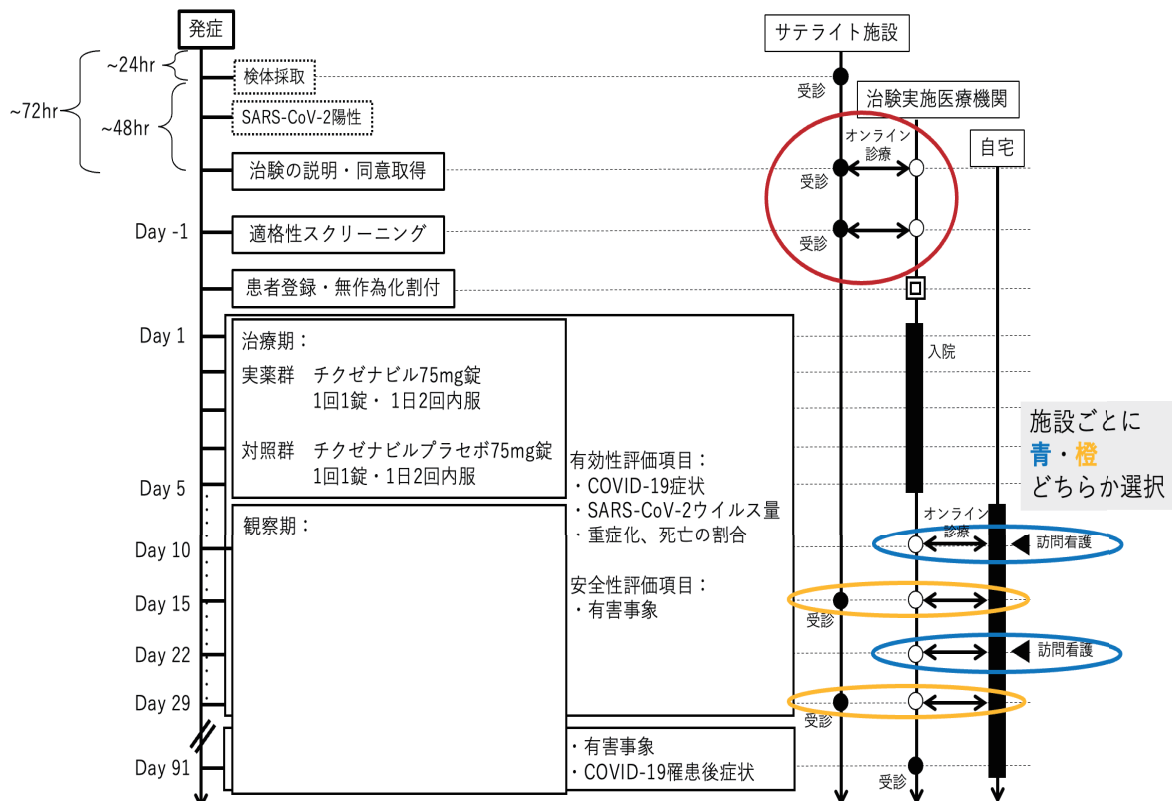 発症
サテライト施設
~24hr
検体採取
受診
治験実施医療機関
~72hr
SARS-CoV-2陽性
~48hr
オンライン
診療
自宅
治験の説明・同意取得
受診
Day -1
適格性スクリーニング
受診
患者登録・無作為化割付
Day 1
治療期：
入院
実薬群 チクゼナビル75mg錠
1回1錠・ 1日2回内服
対照群 チクゼナビルプラセボ75mg錠
1回1錠・1日2回内服
施設ごとに
青・橙
どちらか選択
有効性評価項目：
・COVID-19症状
・SARS-CoV-2ウイルス量
・重症化、死亡の割合
Day 5
観察期：
オンライン
診療
訪問看護
Day 10
安全性評価項目：
・有害事象
Day 15
受診
Day 22
訪問看護
Day 29
受診
・有害事象
・COVID-19罹患後症状
Day 91
受診